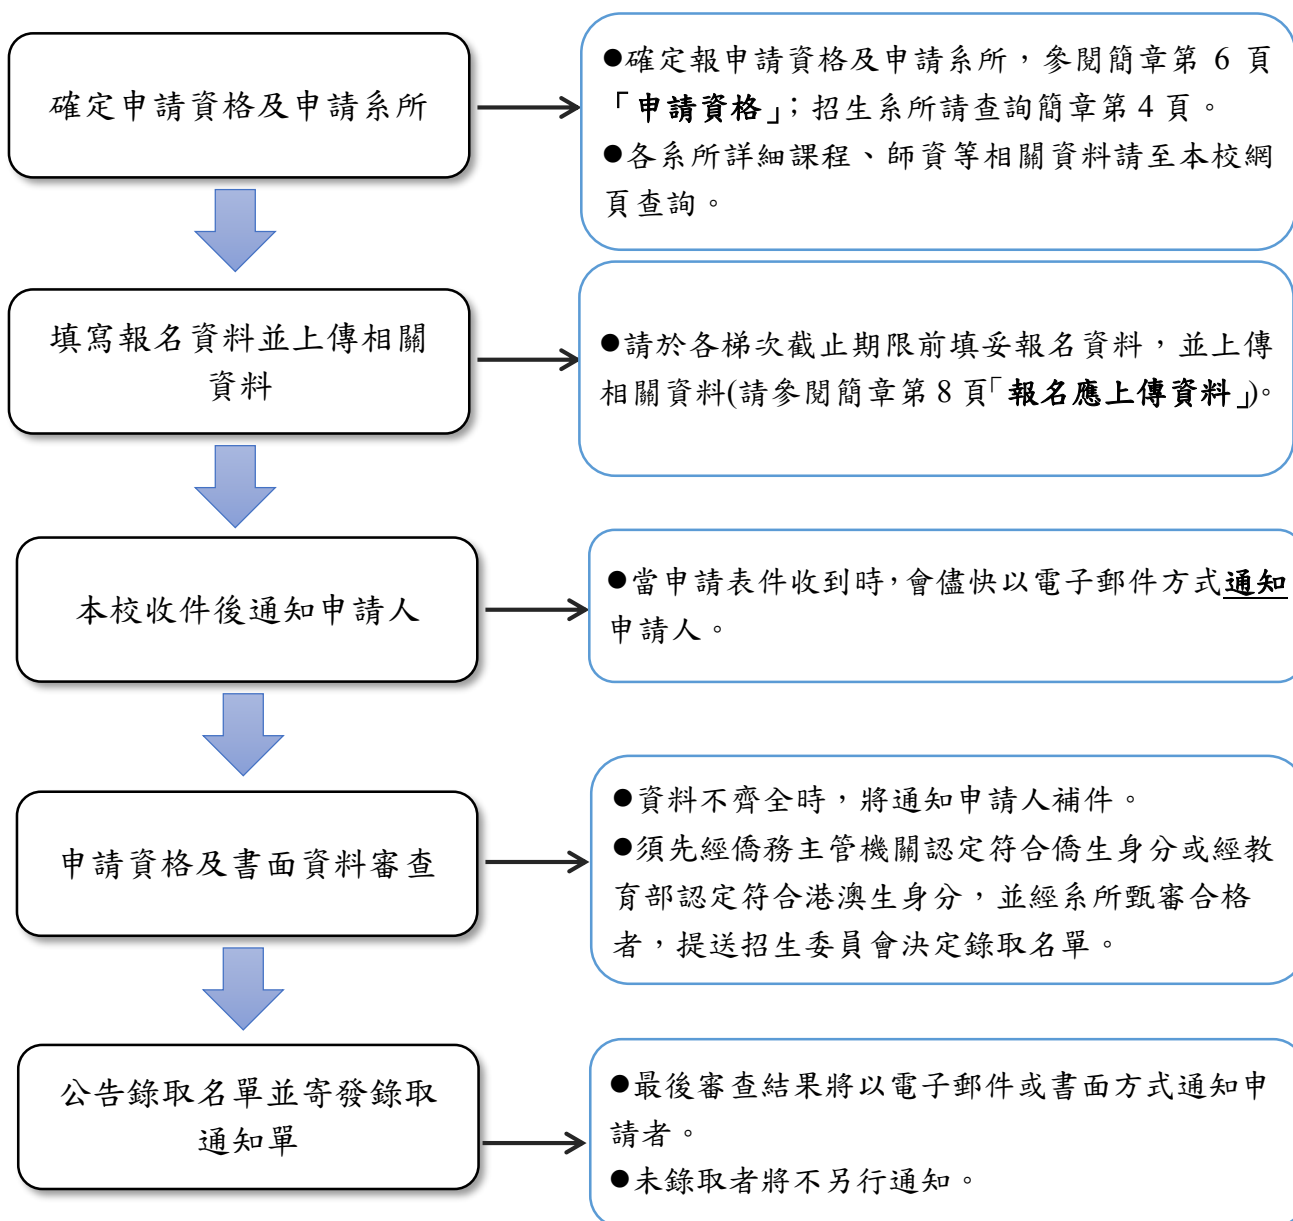 確定申請資格及申請系所
●確定報申請資格及申請系所，參閱簡章第 6 頁
「申請資格」；招生系所請查詢簡章第 4 頁。
●各系所詳細課程、師資等相關資料請至本校網
頁查詢。
填寫報名資料並上傳相關
資料
●請於各梯次截止期限前填妥報名資料，並上傳
相關資料(請參閱簡章第 8 頁「報名應上傳資料」)。
本校收件後通知申請人
●當申請表件收到時，會儘快以電子郵件方式通知
申請人。
申請資格及書面資料審查
●資料不齊全時，將通知申請人補件。
●須先經僑務主管機關認定符合僑生身分或經教
育部認定符合港澳生身分，並經系所甄審合格
者，提送招生委員會決定錄取名單。
公告錄取名單並寄發錄取
通知單
●最後審查結果將以電子郵件或書面方式通知申
請者。
●未錄取者將不另行通知。